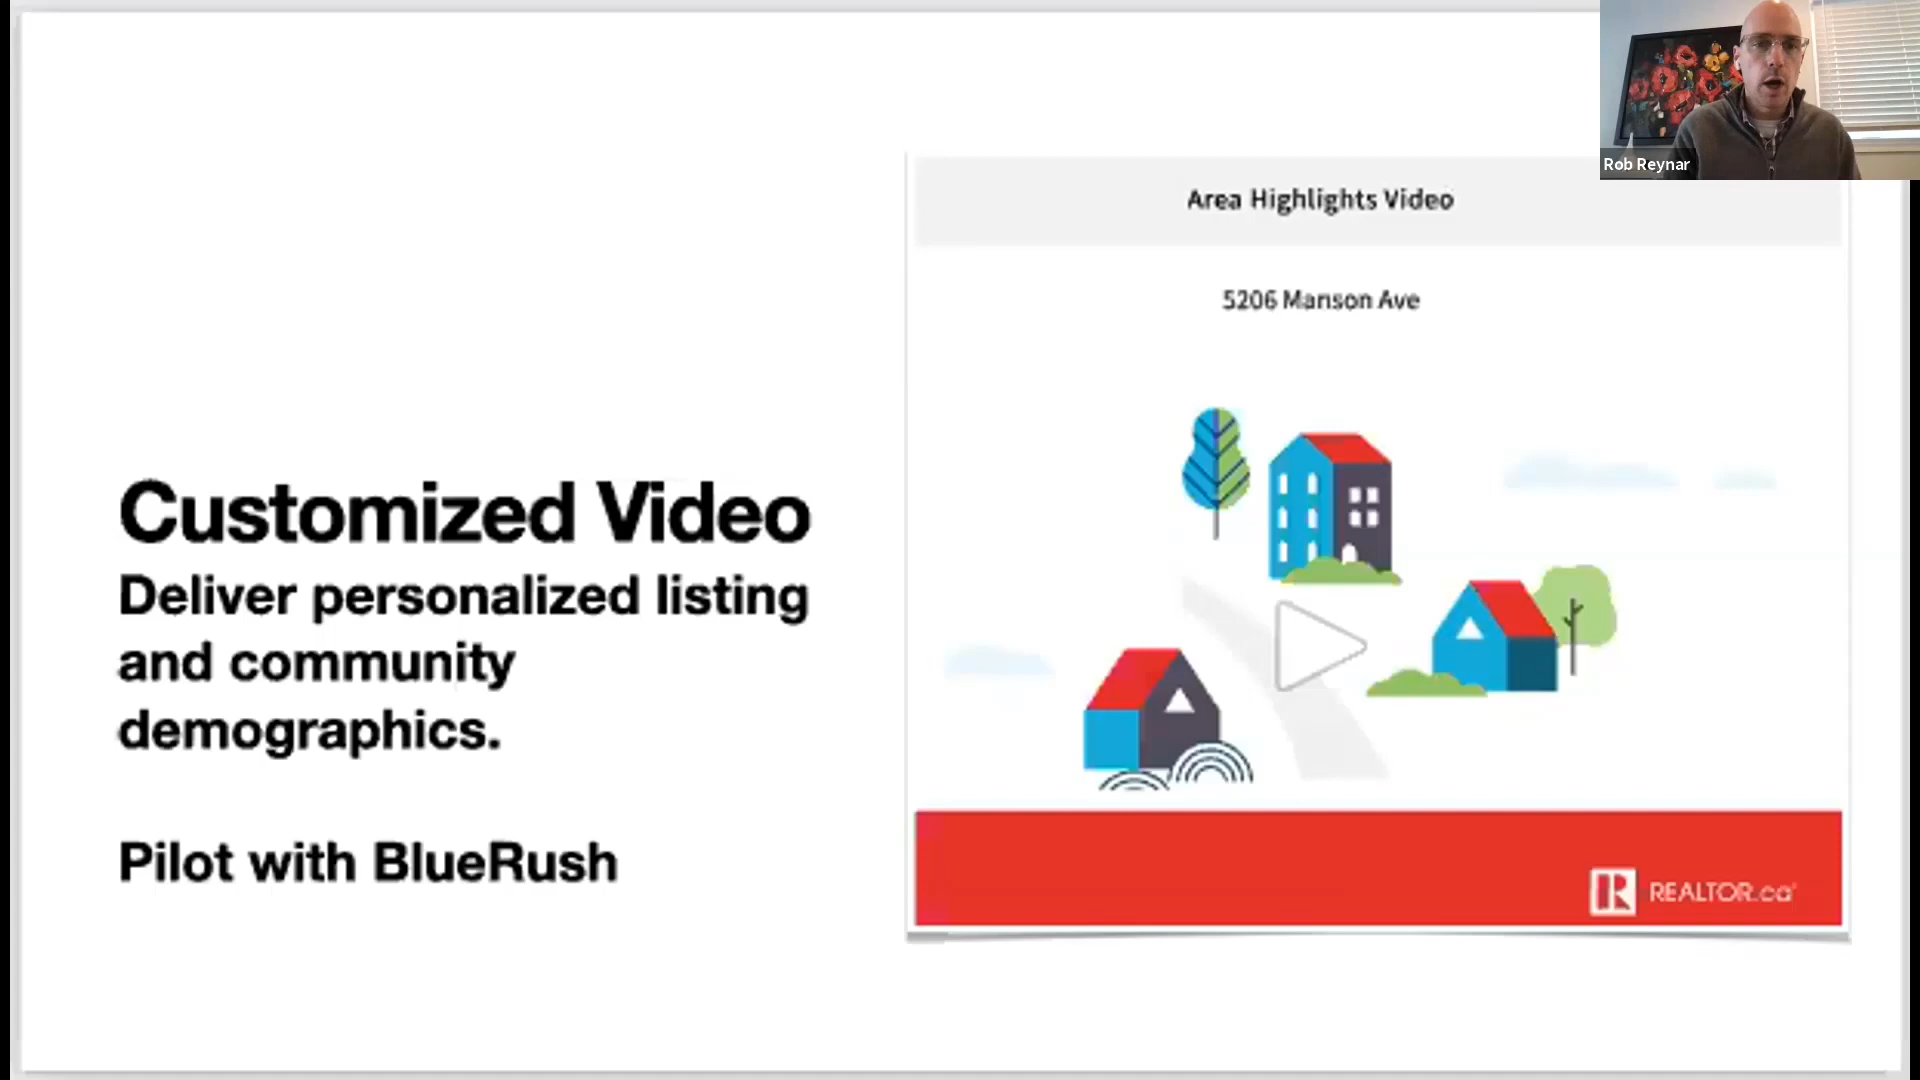 Rob Reynar
Area Highlights Video
5206 Manson Ave
Customized Video
Deliver personalized listing
and community
demographics.
Pilot with BlueRush
REALTOR.ca